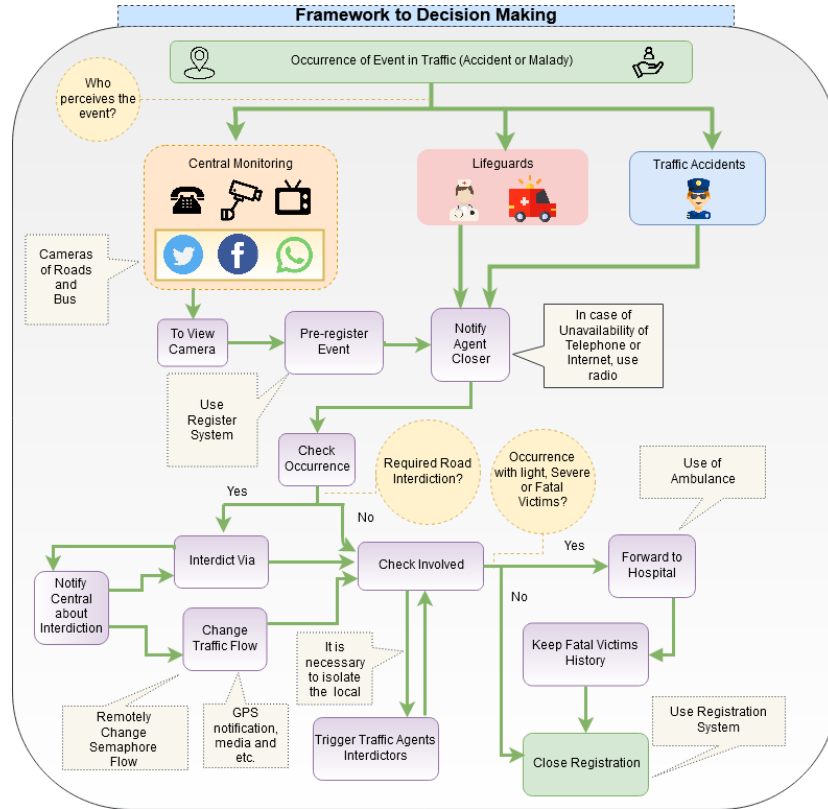 Framework to Decision Making
Occurrence of Event in Traffic (Accident or Malady)
Who
perceives the
event?
Central Monitoring
Lifeguards
Traffic Accidents
Cameras
of Roads
and
Bus
To View
Camera
Pre-register
Event
Notify
Agent
Closer
In case of
Unavailability of
Telephone or
Internet, use
radio
Use
Register
System
Check
Occurrence
Required Road
Interdiction?
Occurrence
with light, Severe
or Fatal
Victims?
Use of
Ambulance
Yes
No
Interdict Via
Check Involved
Yes
Forward to
Hospital
Notify
Central
about
Interdiction
No
Change
Traffic Flow
It is
necessary
to isolate
the local
Keep Fatal Victims
History
Remotely
Change
Semaphore
Flow
GPS
notification,
media and
etc.
Trigger Traffic Agents
Interdictors
Use Registration
System
Close Registration